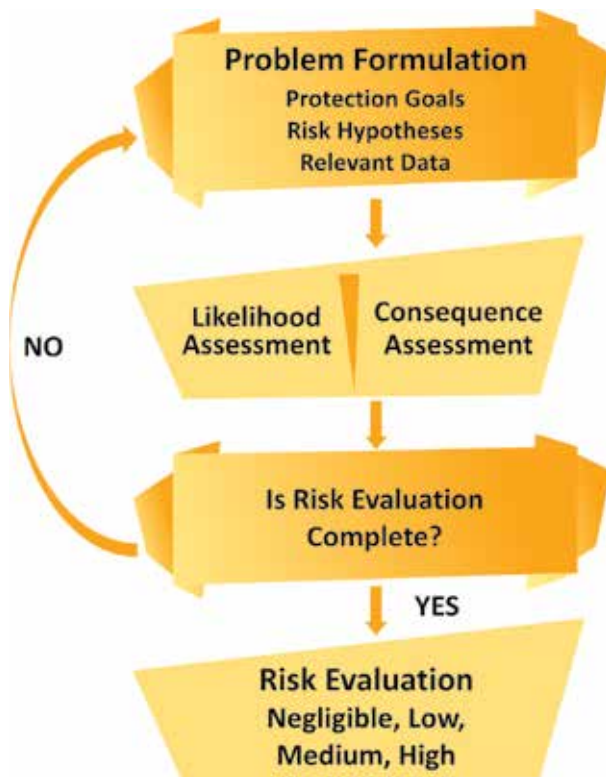 Problem Formulation
Protection Goals
Risk Hypotheses
Relevant Data
Likelihood
Assessment
Consequence
Assessment
NO
Is Risk Evaluation
Complete?
YES
Risk Evaluation
Negligible, Low,
Medium, High